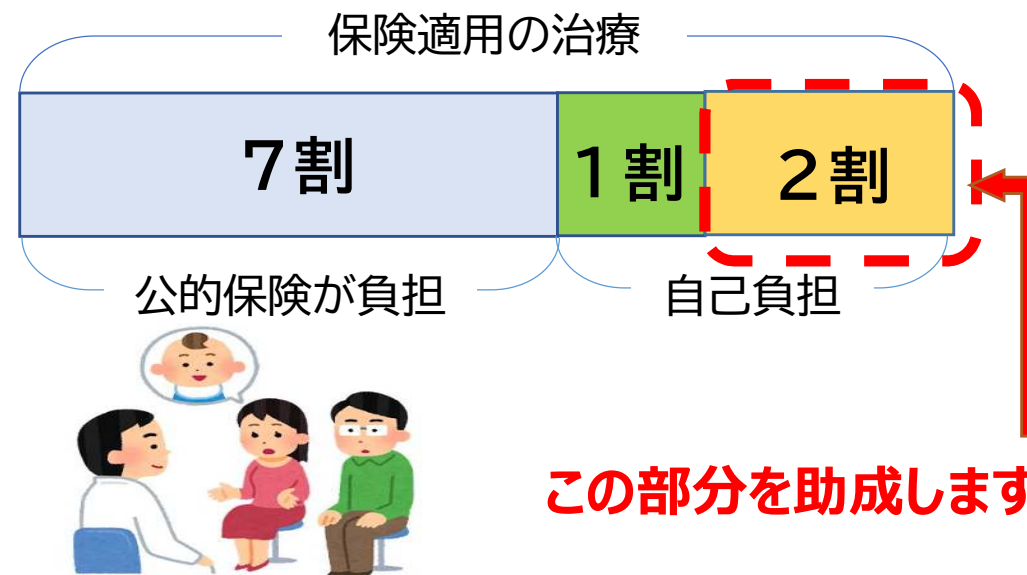 保険適用の治療
7割
1割
2割
公的保険が負担
自己負担
この部分を助成します